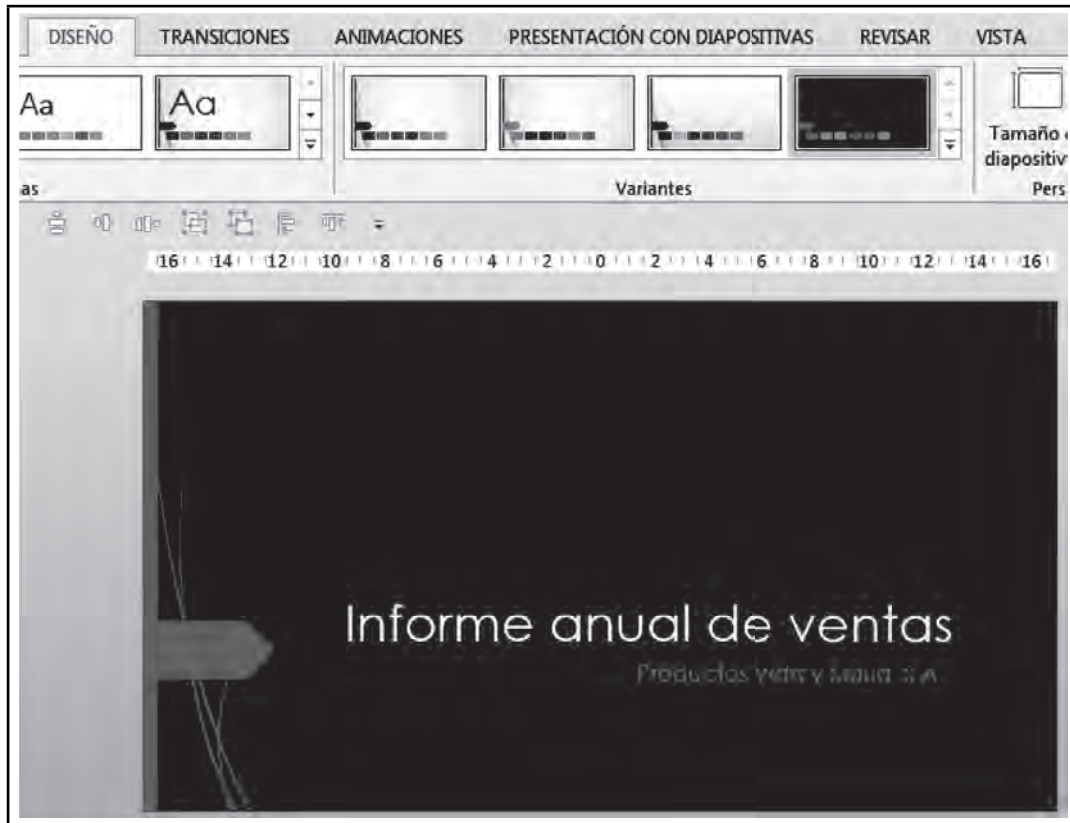 DISEÑO TRANSICIONES ANIMACIONES PRESENTACIÓN CON DIAPOSITIVAS REVISAR VISTA
Aa Aa
Tamaño
as Variantes Pers
16 14 12 10 8 6 4 2 0 2 4 6 8 10 12 14 16
Informe anual de ventas
Productos y